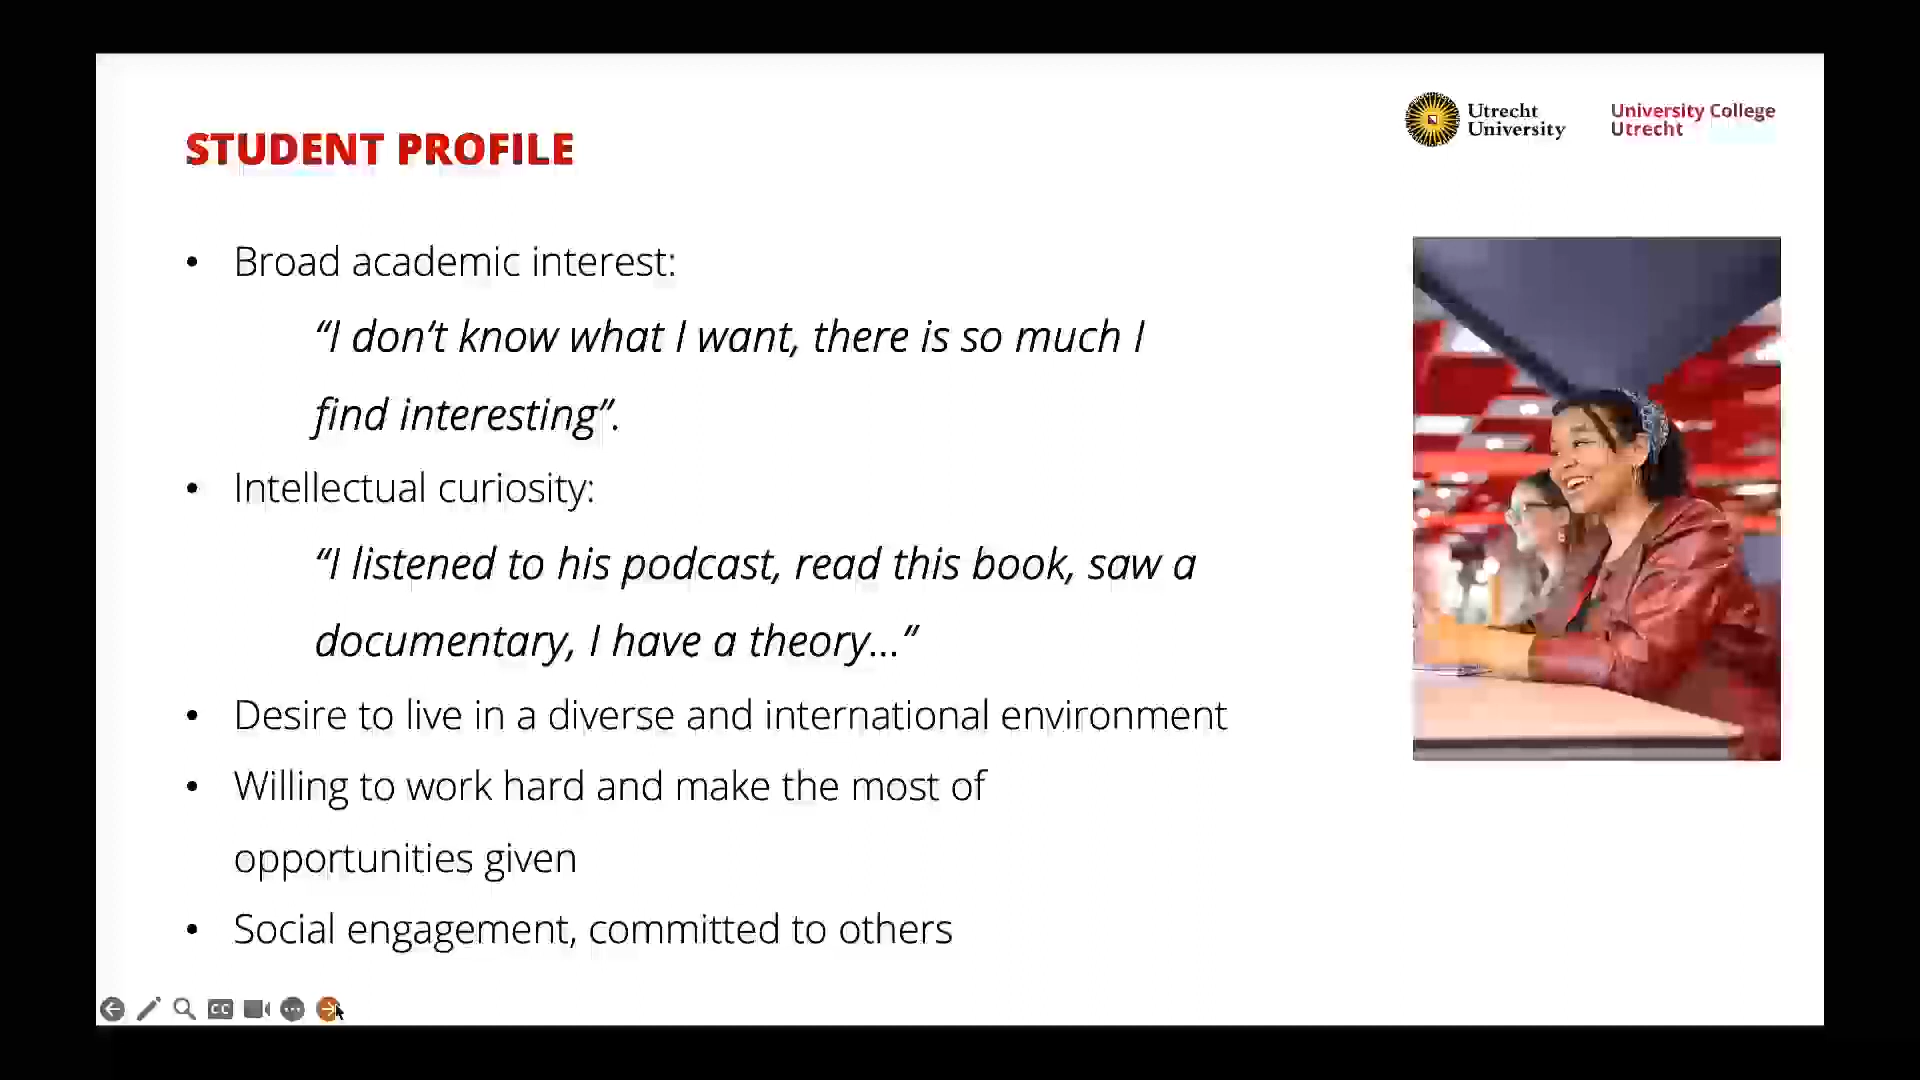 STUDENT PROFILE
Utrecht
University
University College
Utrecht
• Broad academic interest:
“I don’t know what I want, there is so much I
find interesting”.
• Intellectual curiosity:
“I listened to his podcast, read this book, saw a
documentary, I have a theory...”
• Desire to live in a diverse and international environment
• Willing to work hard and make the most of
opportunities given
• Social engagement, committed to others
CC